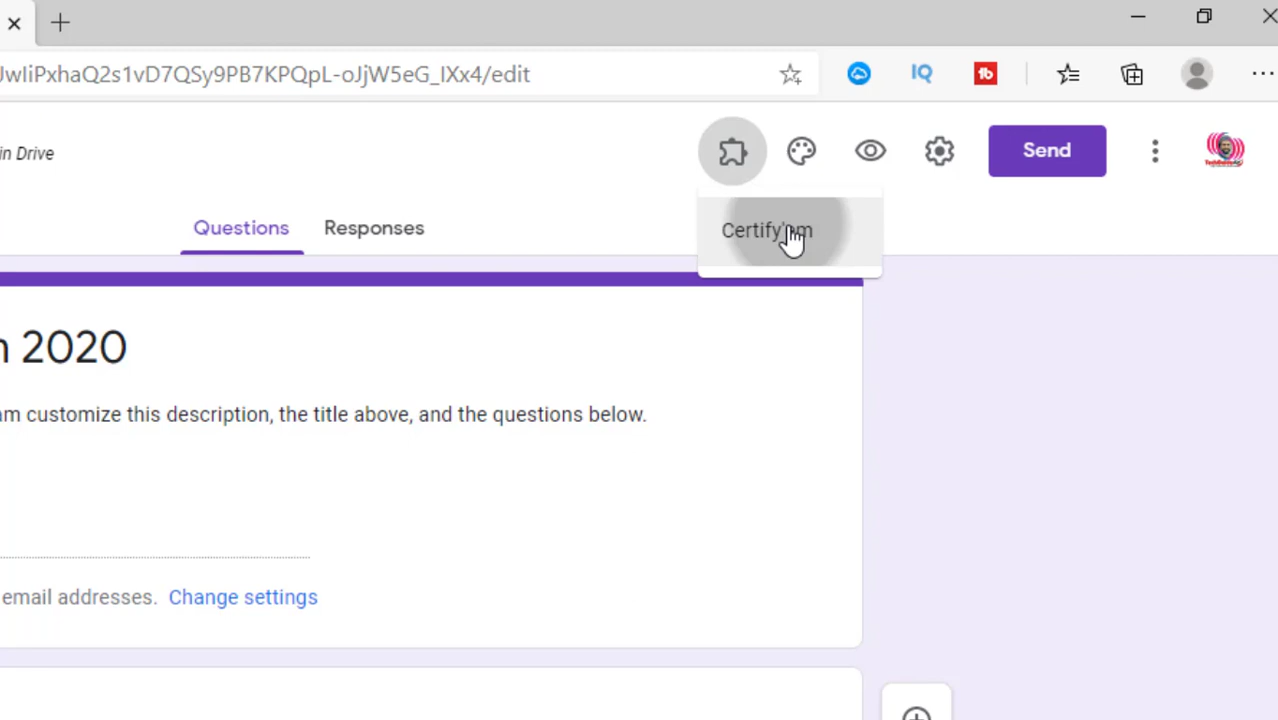 JwIiPxhaQ2s1vD7QSy9PB7KPQpL-oJjW5eG_IXx4/edit
IQ
in Drive
Send
Questions
Responses
Certify'em
n 2020
am customize this description, the title above, and the questions below.
email addresses. Change settings